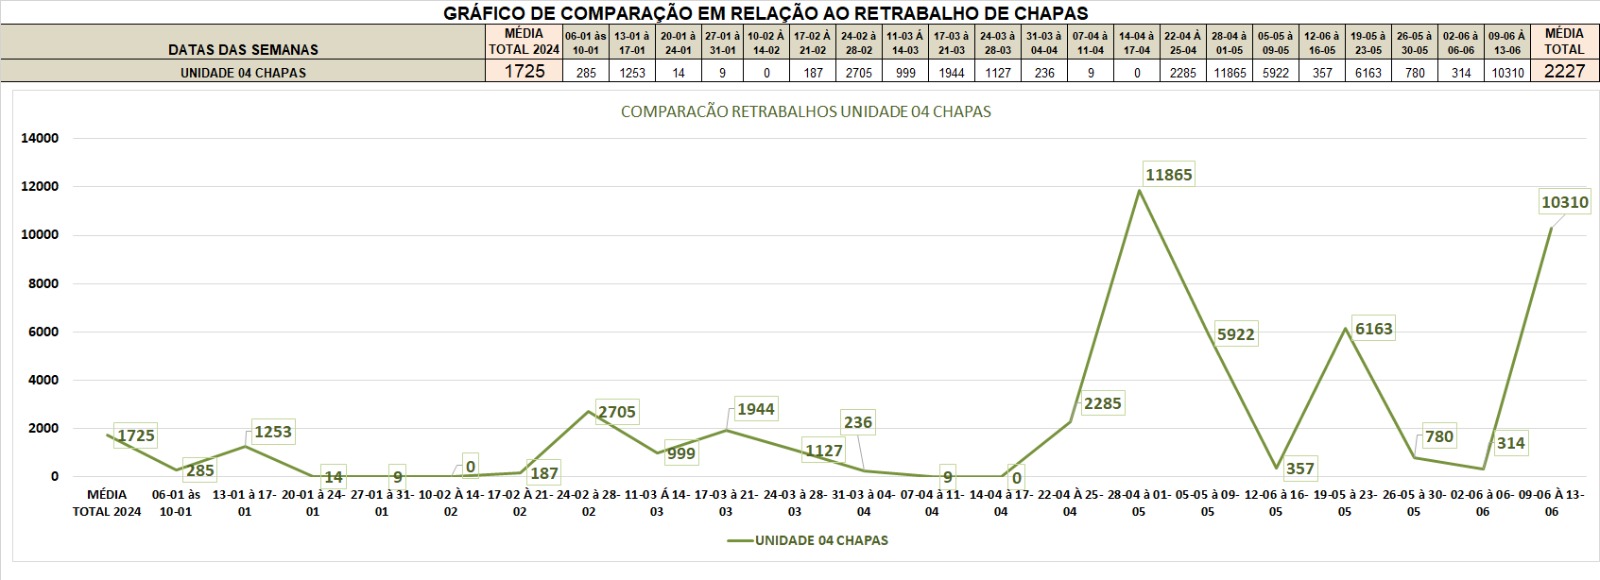 GRÁFICO DE COMPARAÇÃO EM RELAÇÃO AO RETRABALHO DE CHAPAS
DATAS DAS SEMANAS MÉDIA TOTAL 2024 06-01 às 10-01 13-01 à 17-01 20-01 à 24-01 27-01 à 31-01 10-02 À 14-02 17-02 À 21-02 24-02 à 28-02 11-03 Á 14-03 17-03 à 21-03 24-03 à 28-03 31-03 à 04-04 07-04 à 11-04 14-04 à 17-04 22-04 À 25-04 28-04 à 01-05 05-05 à 09-05 12-06 à 16-05 19-05 à 23-05 26-05 à 30-05 02-06 à 06-06 09-06 Á 13-06 MÉDIA TOTAL
UNIDADE 04 CHAPAS 1725 285 1253 14 9 0 187 2705 999 1944 1127 236 9 0 2285 11865 5922 357 6163 780 314 10310 2227
COMPARACÃO RETRABALHOS UNIDADE 04 CHAPAS
14000
12000
10000
8000
6000
4000
2000
0
1725 285 1253 14 9 0 187 2705 999 1944 1127 236 9 0 2285 11865 5922 357 6163 780 314 10310
MÉDIA 06-01 às 13-01 à 17- 20-01 à 24- 27-01 à 31- 10-02 À 14- 17-02 À 21- 24-02 à 28- 11-03 Á 14- 17-03 à 21- 24-03 à 28- 31-03 à 04- 07-04 à 11- 14-04 à 17- 22-04 À 25- 28-04 à 01- 05-05 à 09- 12-06 à 16- 19-05 à 23- 26-05 à 30- 02-06 à 06- 09-06 À 13-
TOTAL 2024 10-01 01 01 01 02 02 02 03 03 03 04 04 04 04 05 05 05 05 05 06 06
UNIDADE 04 CHAPAS